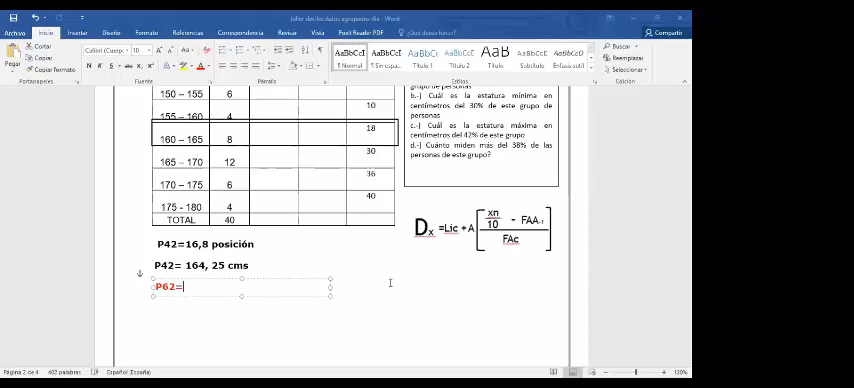 taller deciles datos agrupados dia - Word
Archivo Inicio Insertar Diseño Formato Referencias Correspondencia Revisar Vista Foxit Reader PDF ¿Qué desea hacer? Compartir
Cortar
Copiar
Copiar formato
Portapapeles
Calibri (Cuerp 10
N K S
Fuente
Párrafo
AaBbCcI AaBbCcI AaBbCc AaBbCcI AaB AaBbCcC AaBbCcD
¶ Normal ¶ Sin espa... Título 1 Título 2 Título Subtítulo Énfasis sutil
Estilos
Buscar
Reemplazar
Seleccionar
Edición
150 – 155 6
155 – 160 4 10
160 – 165 8 18
165 – 170 12 30
170 – 175 6 36
175 - 180 4 40
TOTAL 40
grupo de personas
b.-) Cuál es la estatura mínima en
centímetros del 30% de este grupo de
personas
c.-) Cuál es la estatura máxima en
centímetros del 42% de este grupo
d.-) Cuánto miden más del 38% de las
personas de este grupo?
Dx =Lic + A [ xn/10 - FAA-1 / FAc ]
P42=16,8 posición
P42= 164, 25 cms
P62=
Página 2 de 4 402 palabras Español (España) 120%